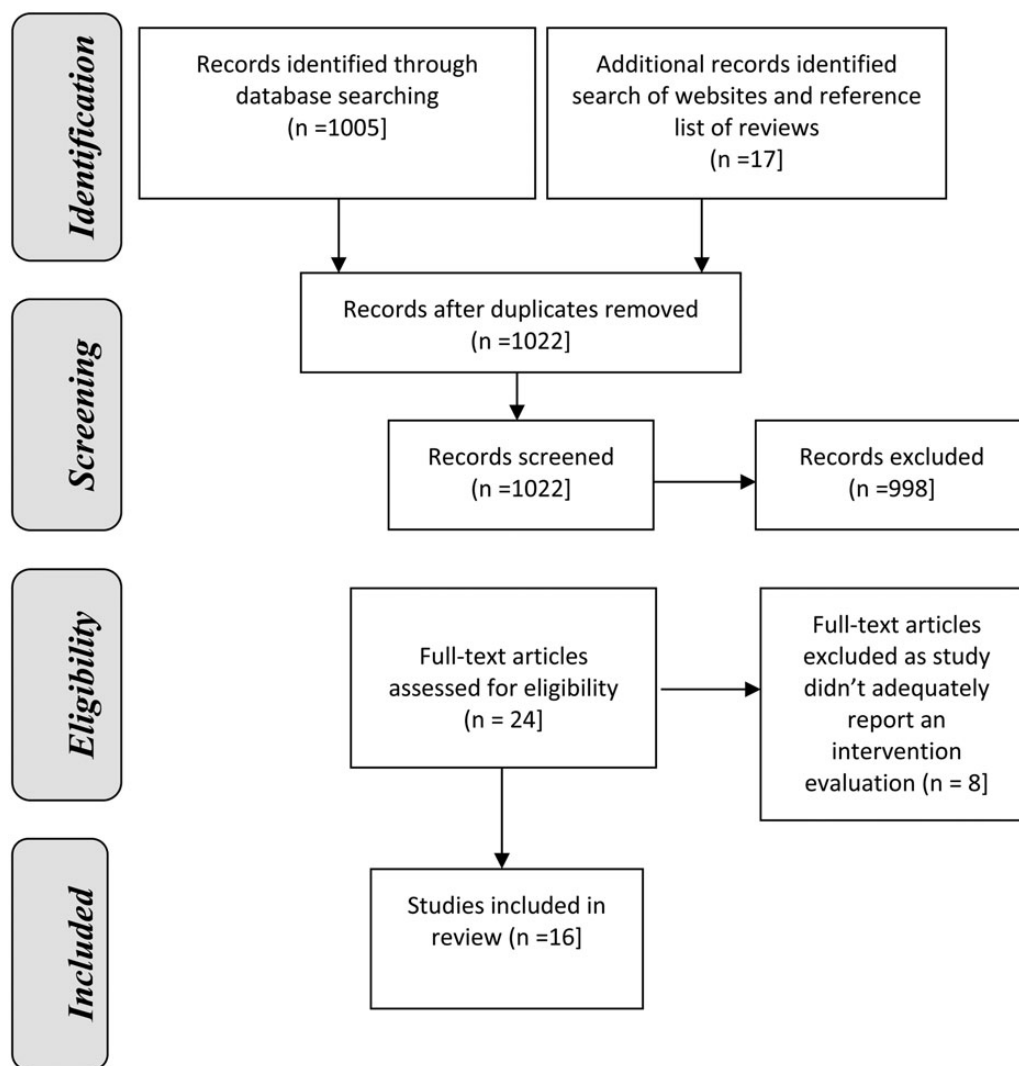 Identification
Records identified through
database searching
(n =1005]
Additional records identified
search of websites and reference
list of reviews
(n =17]
Screening
Records after duplicates removed
(n =1022]
Records screened
(n =1022]
Records excluded
(n =998]
Eligibility
Full-text articles
assessed for eligibility
(n = 24]
Full-text articles
excluded as study
didn’t adequately
report an
intervention
evaluation (n = 8]
Included
Studies included in
review (n =16]